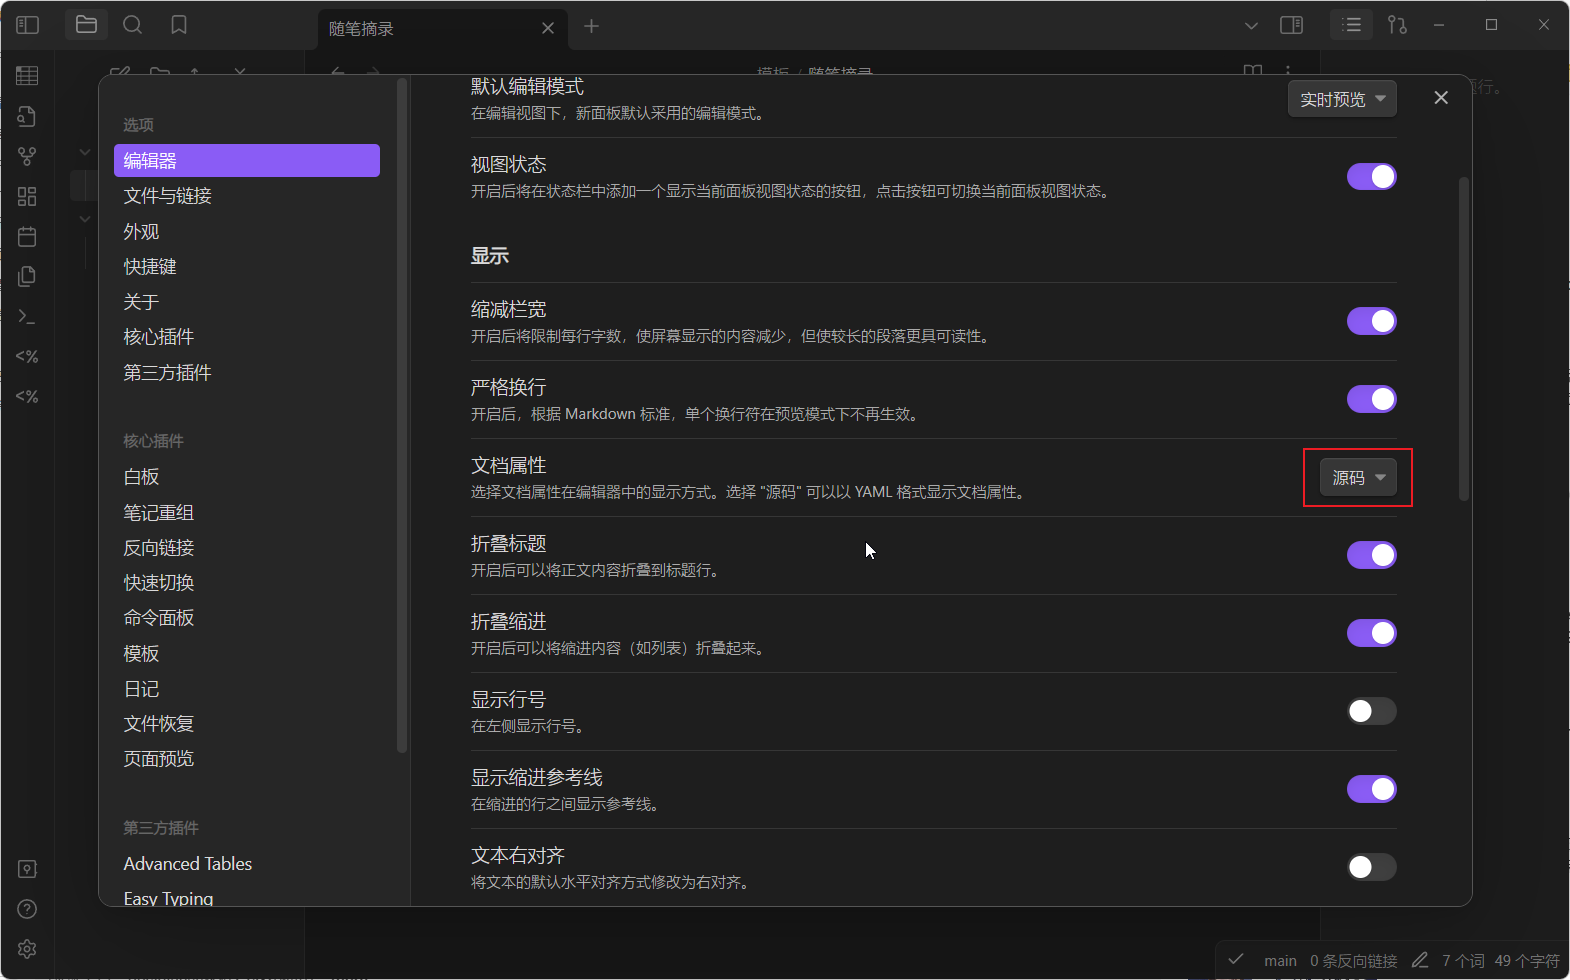 随笔摘录
模板 / 随笔摘录
选项
编辑器
文件与链接
外观
快捷键
关于
核心插件
第三方插件
核心插件
白板
笔记重组
反向链接
快速切换
命令面板
模板
日记
文件恢复
页面预览
第三方插件
Advanced Tables
Easy Typing
默认编辑模式
在编辑视图下，新面板默认采用的编辑模式。
实时预览
视图状态
开启后将在状态栏中添加一个显示当前面板视图状态的按钮，点击按钮可切换当前面板视图状态。
显示
缩减栏宽
开启后将限制每行字数，使屏幕显示的内容减少，但使较长的段落更具可读性。
严格换行
开启后，根据 Markdown 标准，单个换行符在预览模式下不再生效。
文档属性
选择文档属性在编辑器中的显示方式。选择 "源码" 可以以 YAML 格式显示文档属性。
源码
折叠标题
开启后可以将正文内容折叠到标题行。
折叠缩进
开启后可以将缩进内容（如列表）折叠起来。
显示行号
在左侧显示行号。
显示缩进参考线
在缩进的行之间显示参考线。
文本右对齐
将文本的默认水平对齐方式修改为右对齐。
main 0 条反向链接 7 个词 49 个字符